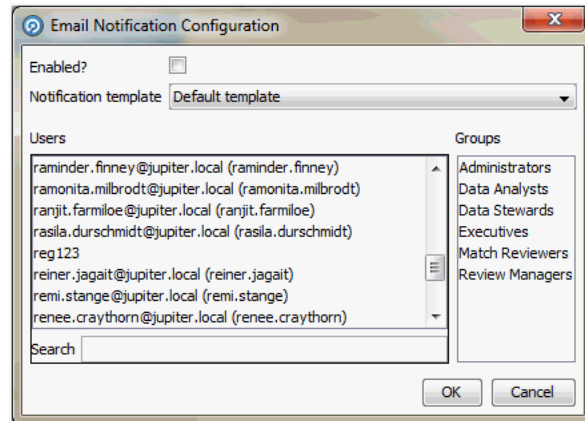 Email Notification Configuration
Enabled?
Notification template Default template
Users
Groups
raminder.finney@jupiter.local (raminder.finney)
ramonita.milbrodt@jupiter.local (ramonita.milbrodt)
ranjit.farmiloe@jupiter.local (ranjit.farmiloe)
rasila.durschmidt@jupiter.local (rasila.durschmidt)
reg123
reiner.jagait@jupiter.local (reiner.jagait)
remi.stange@jupiter.local (remi.stange)
renee.craythorn@jupiter.local (renee.craythorn)
Administrators
Data Analysts
Data Stewards
Executives
Match Reviewers
Review Managers
Search
OK
Cancel